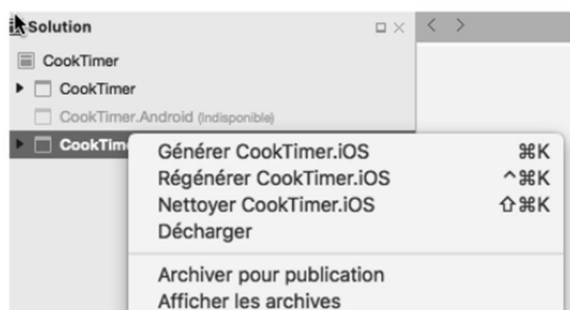 Solution
CookTimer
CookTimer
CookTimer.Android (Indisponible)
CookTim
Générer CookTimer.iOS ⌘K
Régénérer CookTimer.iOS ^⌘K
Nettoyer CookTimer.iOS ⇧⌘K
Décharger
Archiver pour publication
Afficher les archives